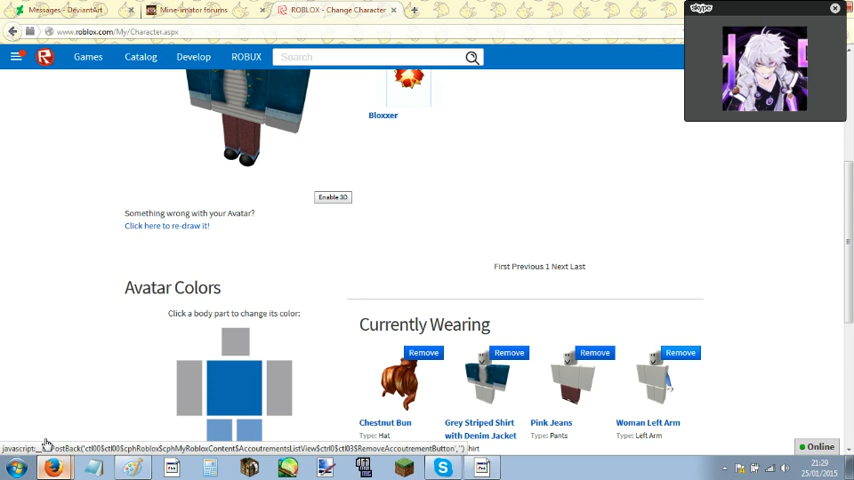 Messages - DeviantArt
Mine-imator forums
ROBLOX - Change Character
www.roblox.com/My/Character.aspx
skype
Games
Catalog
Develop
ROBUX
Search
Bloxxer
Enable 3D
Something wrong with your Avatar?
Click here to re-draw it!
First Previous 1 Next Last
Avatar Colors
Click a body part to change its color:
Currently Wearing
Remove
Remove
Remove
Remove
Chestnut Bun
Type: Hat
Grey Striped Shirt
with Denim Jacket
Pink Jeans
Type: Pants
Woman Left Arm
Type: Left Arm
Online
21:29
25/01/2015